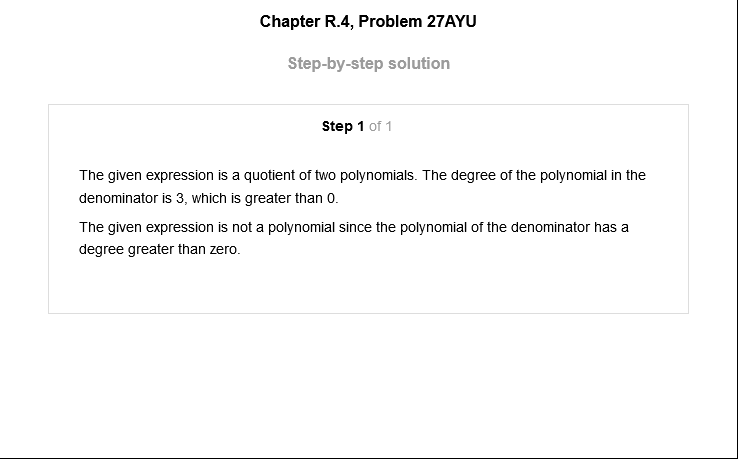 Chapter R.4, Problem 27AYU
Step-by-step solution
Step 1 of 1
The given expression is a quotient of two polynomials. The degree of the polynomial in the
denominator is 3, which is greater than 0.
The given expression is not a polynomial since the polynomial of the denominator has a
degree greater than zero.